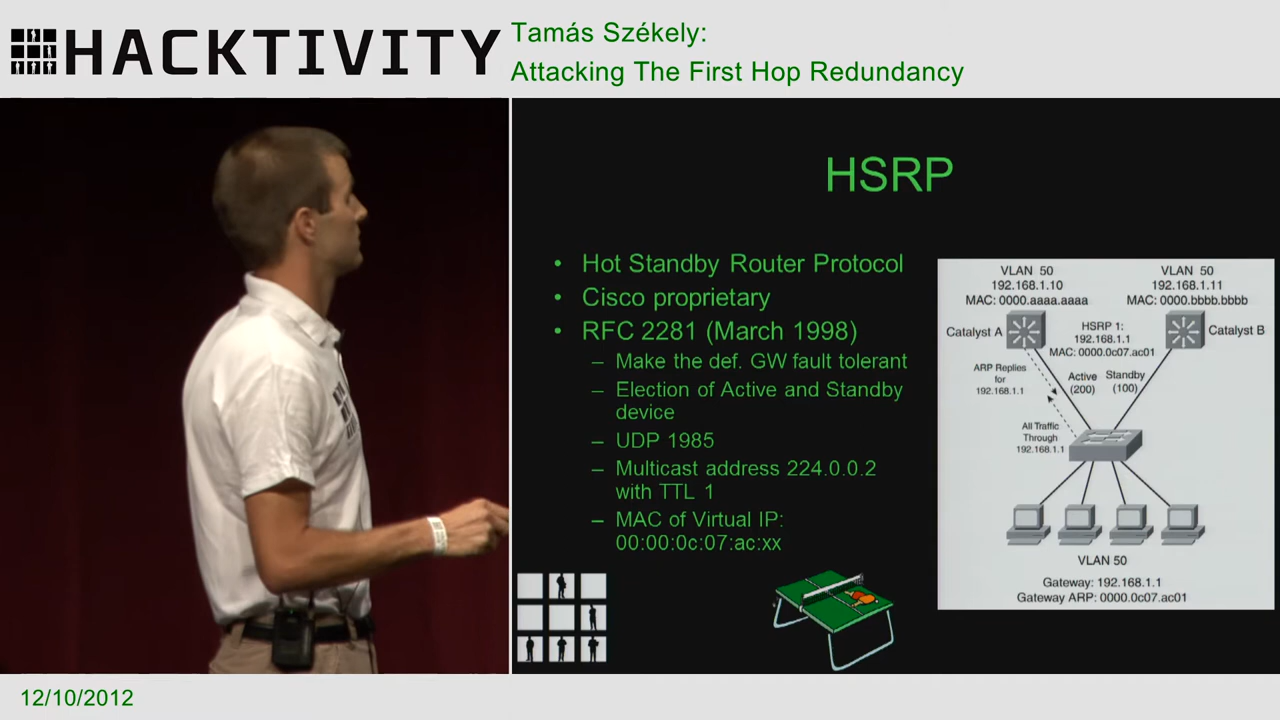 HACKTIVITY
Tamás Székely:
Attacking The First Hop Redundancy
HSRP
• Hot Standby Router Protocol
• Cisco proprietary
• RFC 2281 (March 1998)
– Make the def. GW fault tolerant
– Election of Active and Standby
device
– UDP 1985
– Multicast address 224.0.0.2
with TTL 1
– MAC of Virtual IP:
00:00:0c:07:ac:xx
VLAN 50
192.168.1.10
MAC: 0000.aaaa.aaaa
VLAN 50
192.168.1.11
MAC: 0000.bbbb.bbbb
Catalyst A
HSRP 1:
192.168.1.1
MAC: 0000.0c07.ac01
Catalyst B
ARP Replies
for
192.168.1.1
Active
(200)
Standby
(100)
All Traffic
Through
192.168.1.1
VLAN 50
Gateway: 192.168.1.1
Gateway ARP: 0000.0c07.ac01
12/10/2012